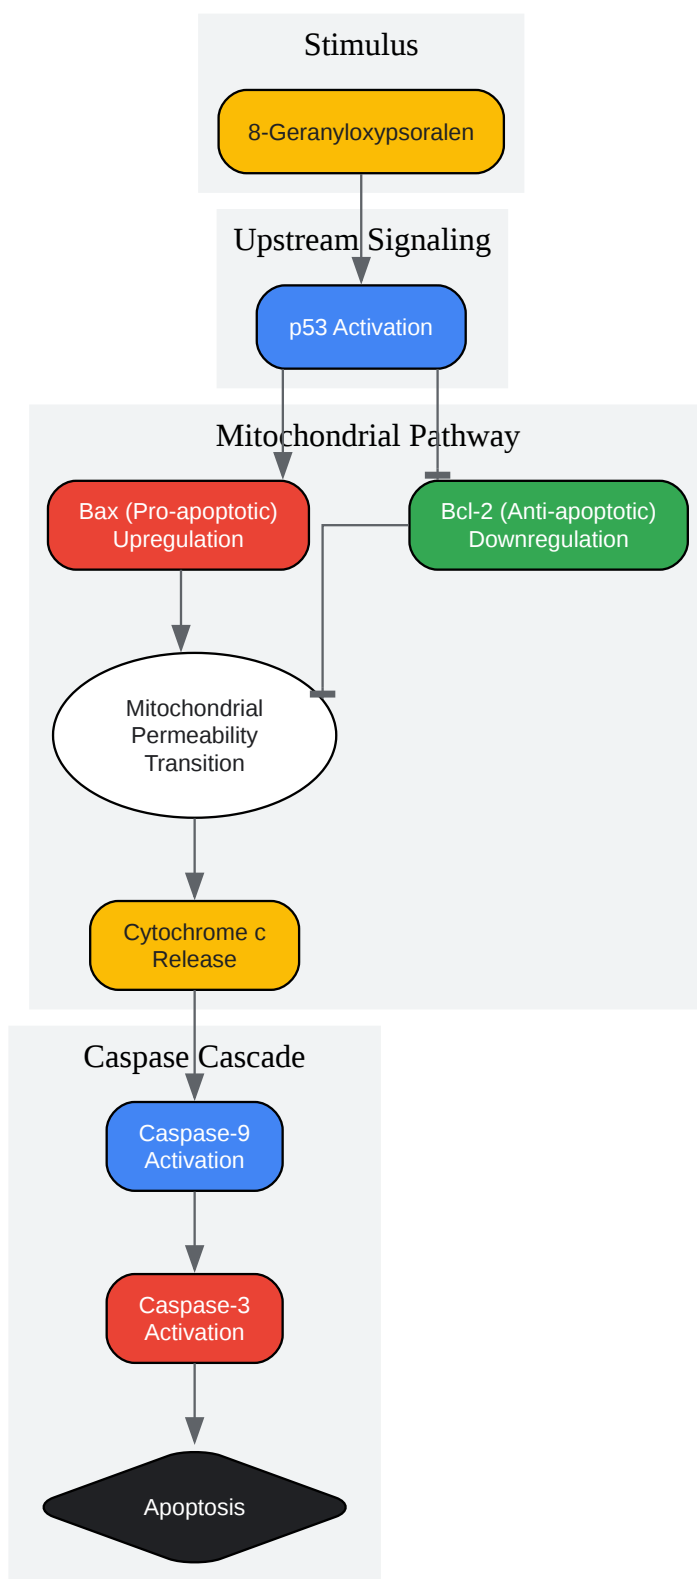 Stimulus
8-Geranyloxypsoralen
Upstream Signaling
p53 Activation
Mitochondrial Pathway
Bax (Pro-apoptotic)
Upregulation
Bcl-2 (Anti-apoptotic)
Downregulation
Mitochondrial
Permeability
Transition
Cytochrome c
Release
Caspase Cascade
Caspase-9
Activation
Caspase-3
Activation
Apoptosis